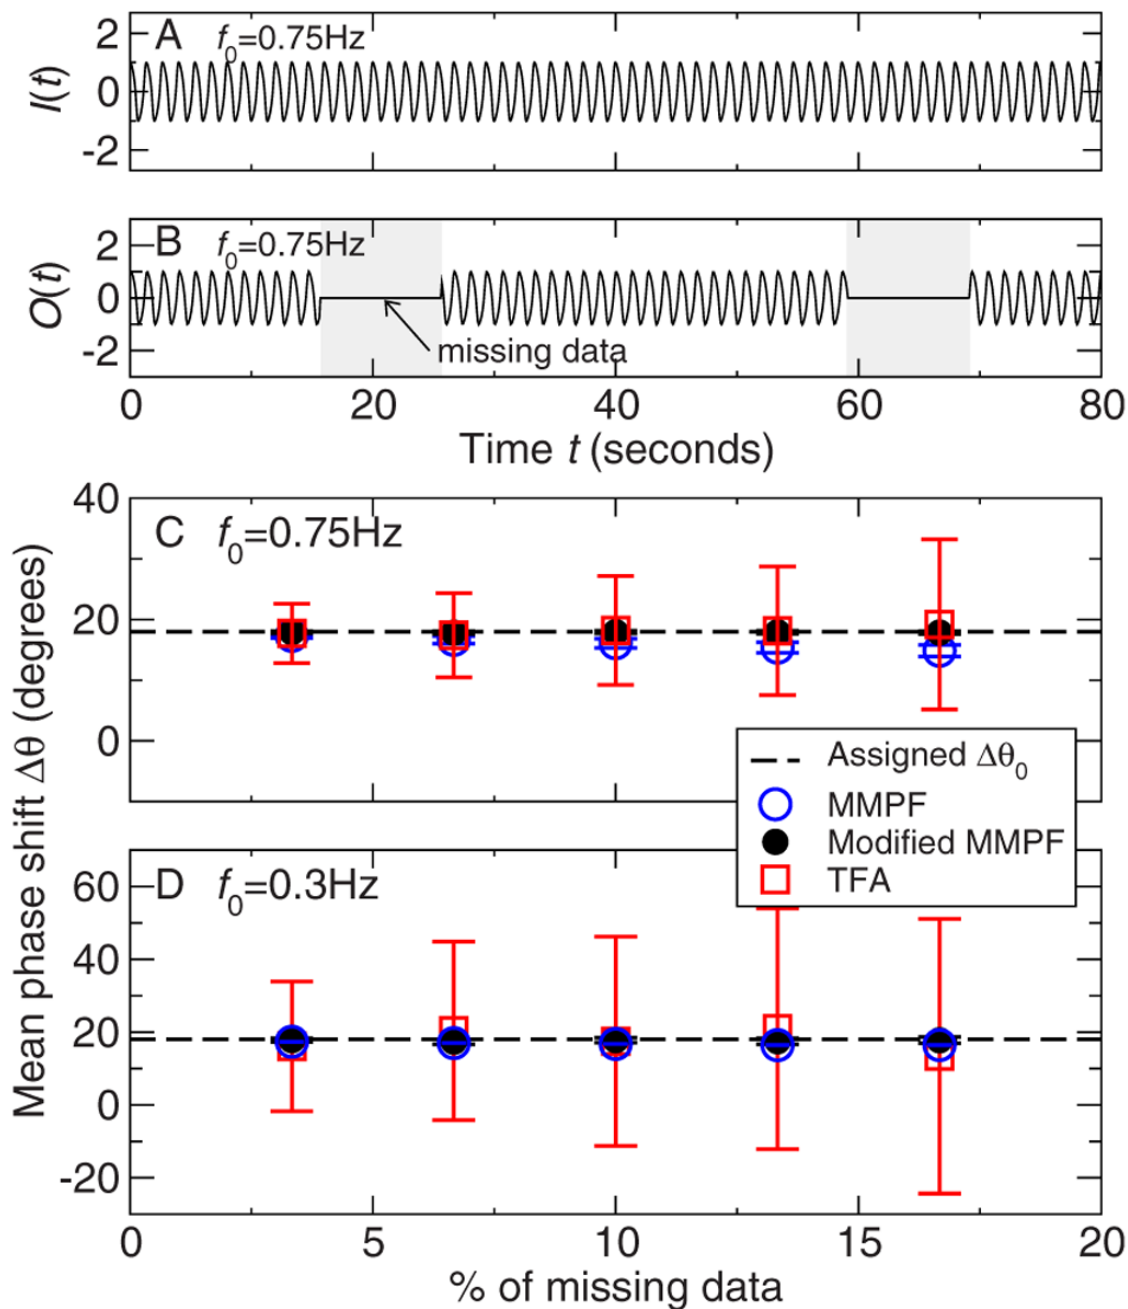 A f0=0.75Hz
I(t)
2
0
-2
B f0=0.75Hz
O(t)
2
0
-2
missing data
0 20 40 60 80
Time t (seconds)
Mean phase shift Δθ (degrees)
C f0=0.75Hz
40
20
0
Assigned Δθ0
MMPF
Modified MMPF
TFA
D f0=0.3Hz
60
40
20
0
-20
0 5 10 15 20
% of missing data